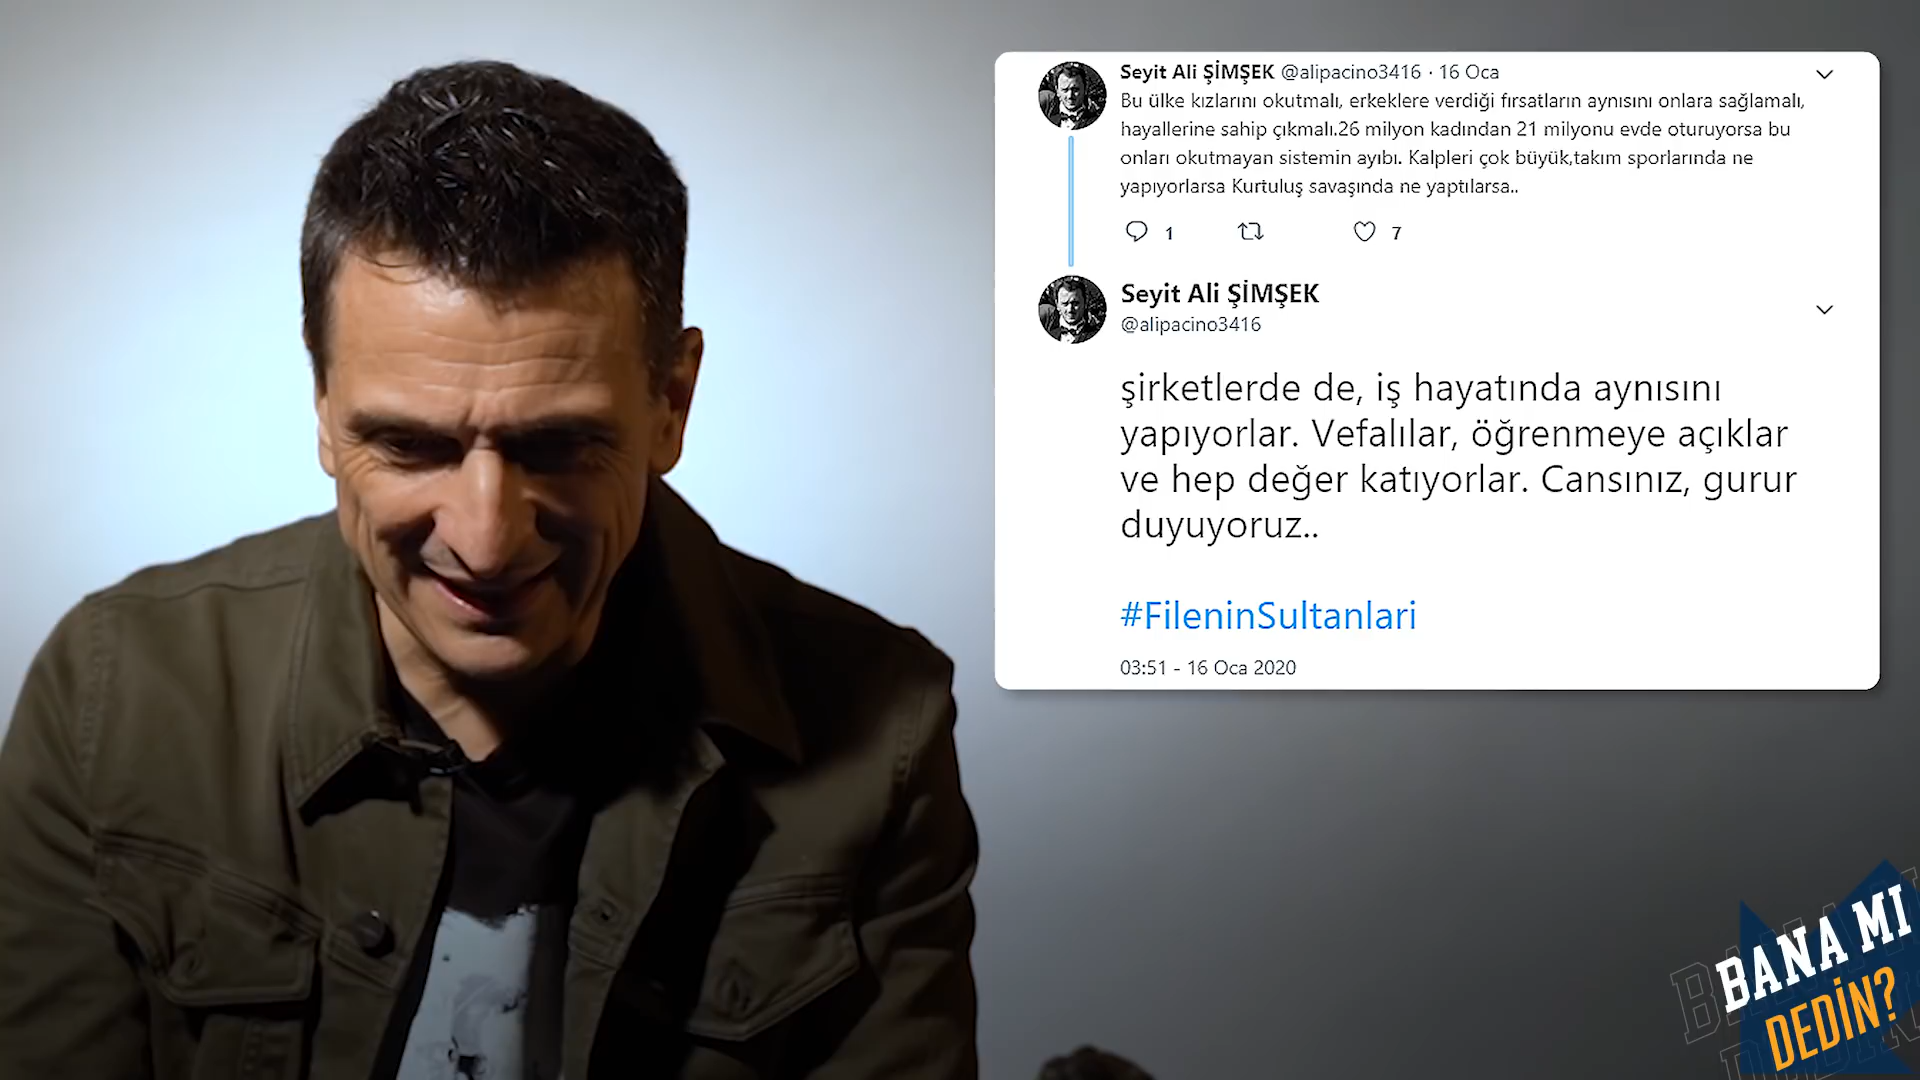 Seyit Ali ŞİMŞEK @alipacino3416 · 16 Oca
Bu ülke kızlarını okutmalı, erkeklere verdiği fırsatların aynısını onlara sağlamalı,
hayallerine sahip çıkmalı.26 milyon kadından 21 milyonu evde oturuyorsa bu
onları okutmayan sistemin ayıbı. Kalpleri çok büyük,takım sporlarında ne
yapıyorlarsa Kurtuluş savaşında ne yaptılarsa..
1 7
Seyit Ali ŞİMŞEK
@alipacino3416
şirketlerde de, iş hayatında aynısını
yapıyorlar. Vefalılar, öğrenmeye açıklar
ve hep değer katıyorlar. Cansınız, gurur
duyuyoruz..
#FileninSultanlari
03:51 - 16 Oca 2020
BANA MI
DEDİN?